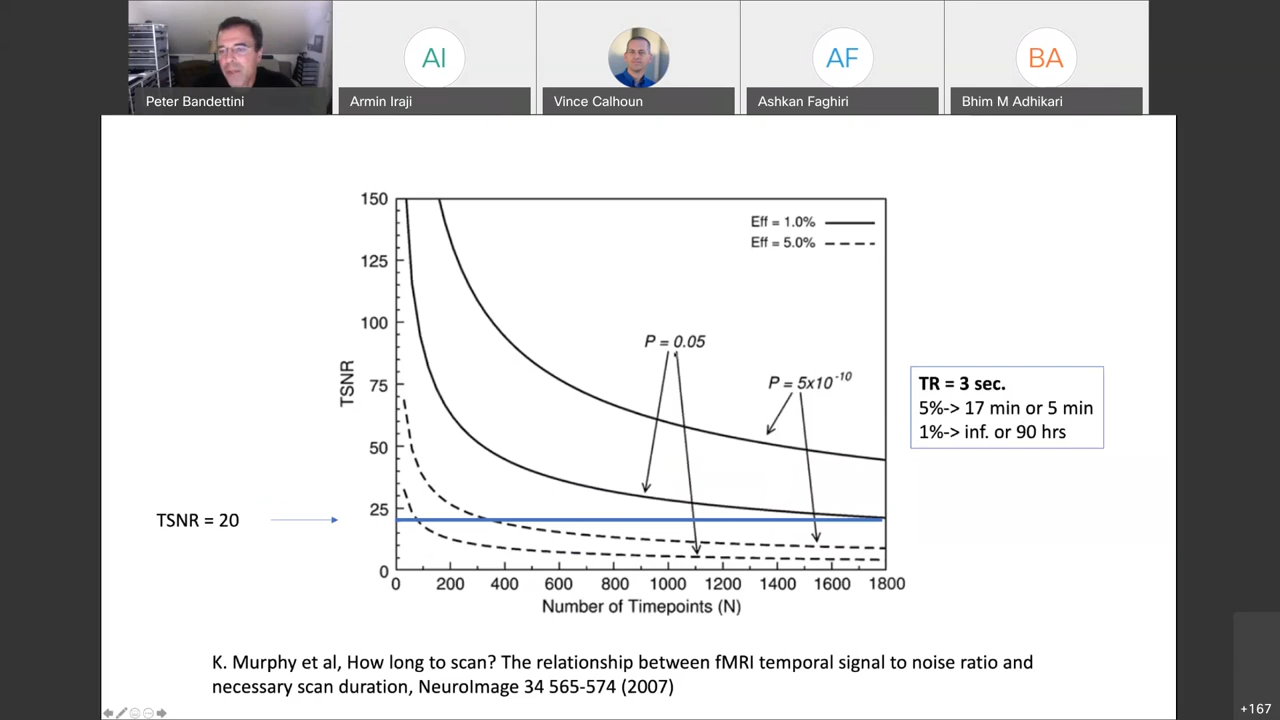 AI
AF
BA
Peter Bandettini
Armin Iraji
Vince Calhoun
Ashkan Faghiri
Bhim M Adhikari
150
125
100
75
50
25
0
TSNR
Eff = 1.0%
Eff = 5.0%
P = 0.05
P = 5x10⁻¹⁰
TR = 3 sec.
5%-> 17 min or 5 min
1%-> inf. or 90 hrs
TSNR = 20
0 200 400 600 800 1000 1200 1400 1600 1800
Number of Timepoints (N)
K. Murphy et al, How long to scan? The relationship between fMRI temporal signal to noise ratio and
necessary scan duration, NeuroImage 34 565-574 (2007)
+167